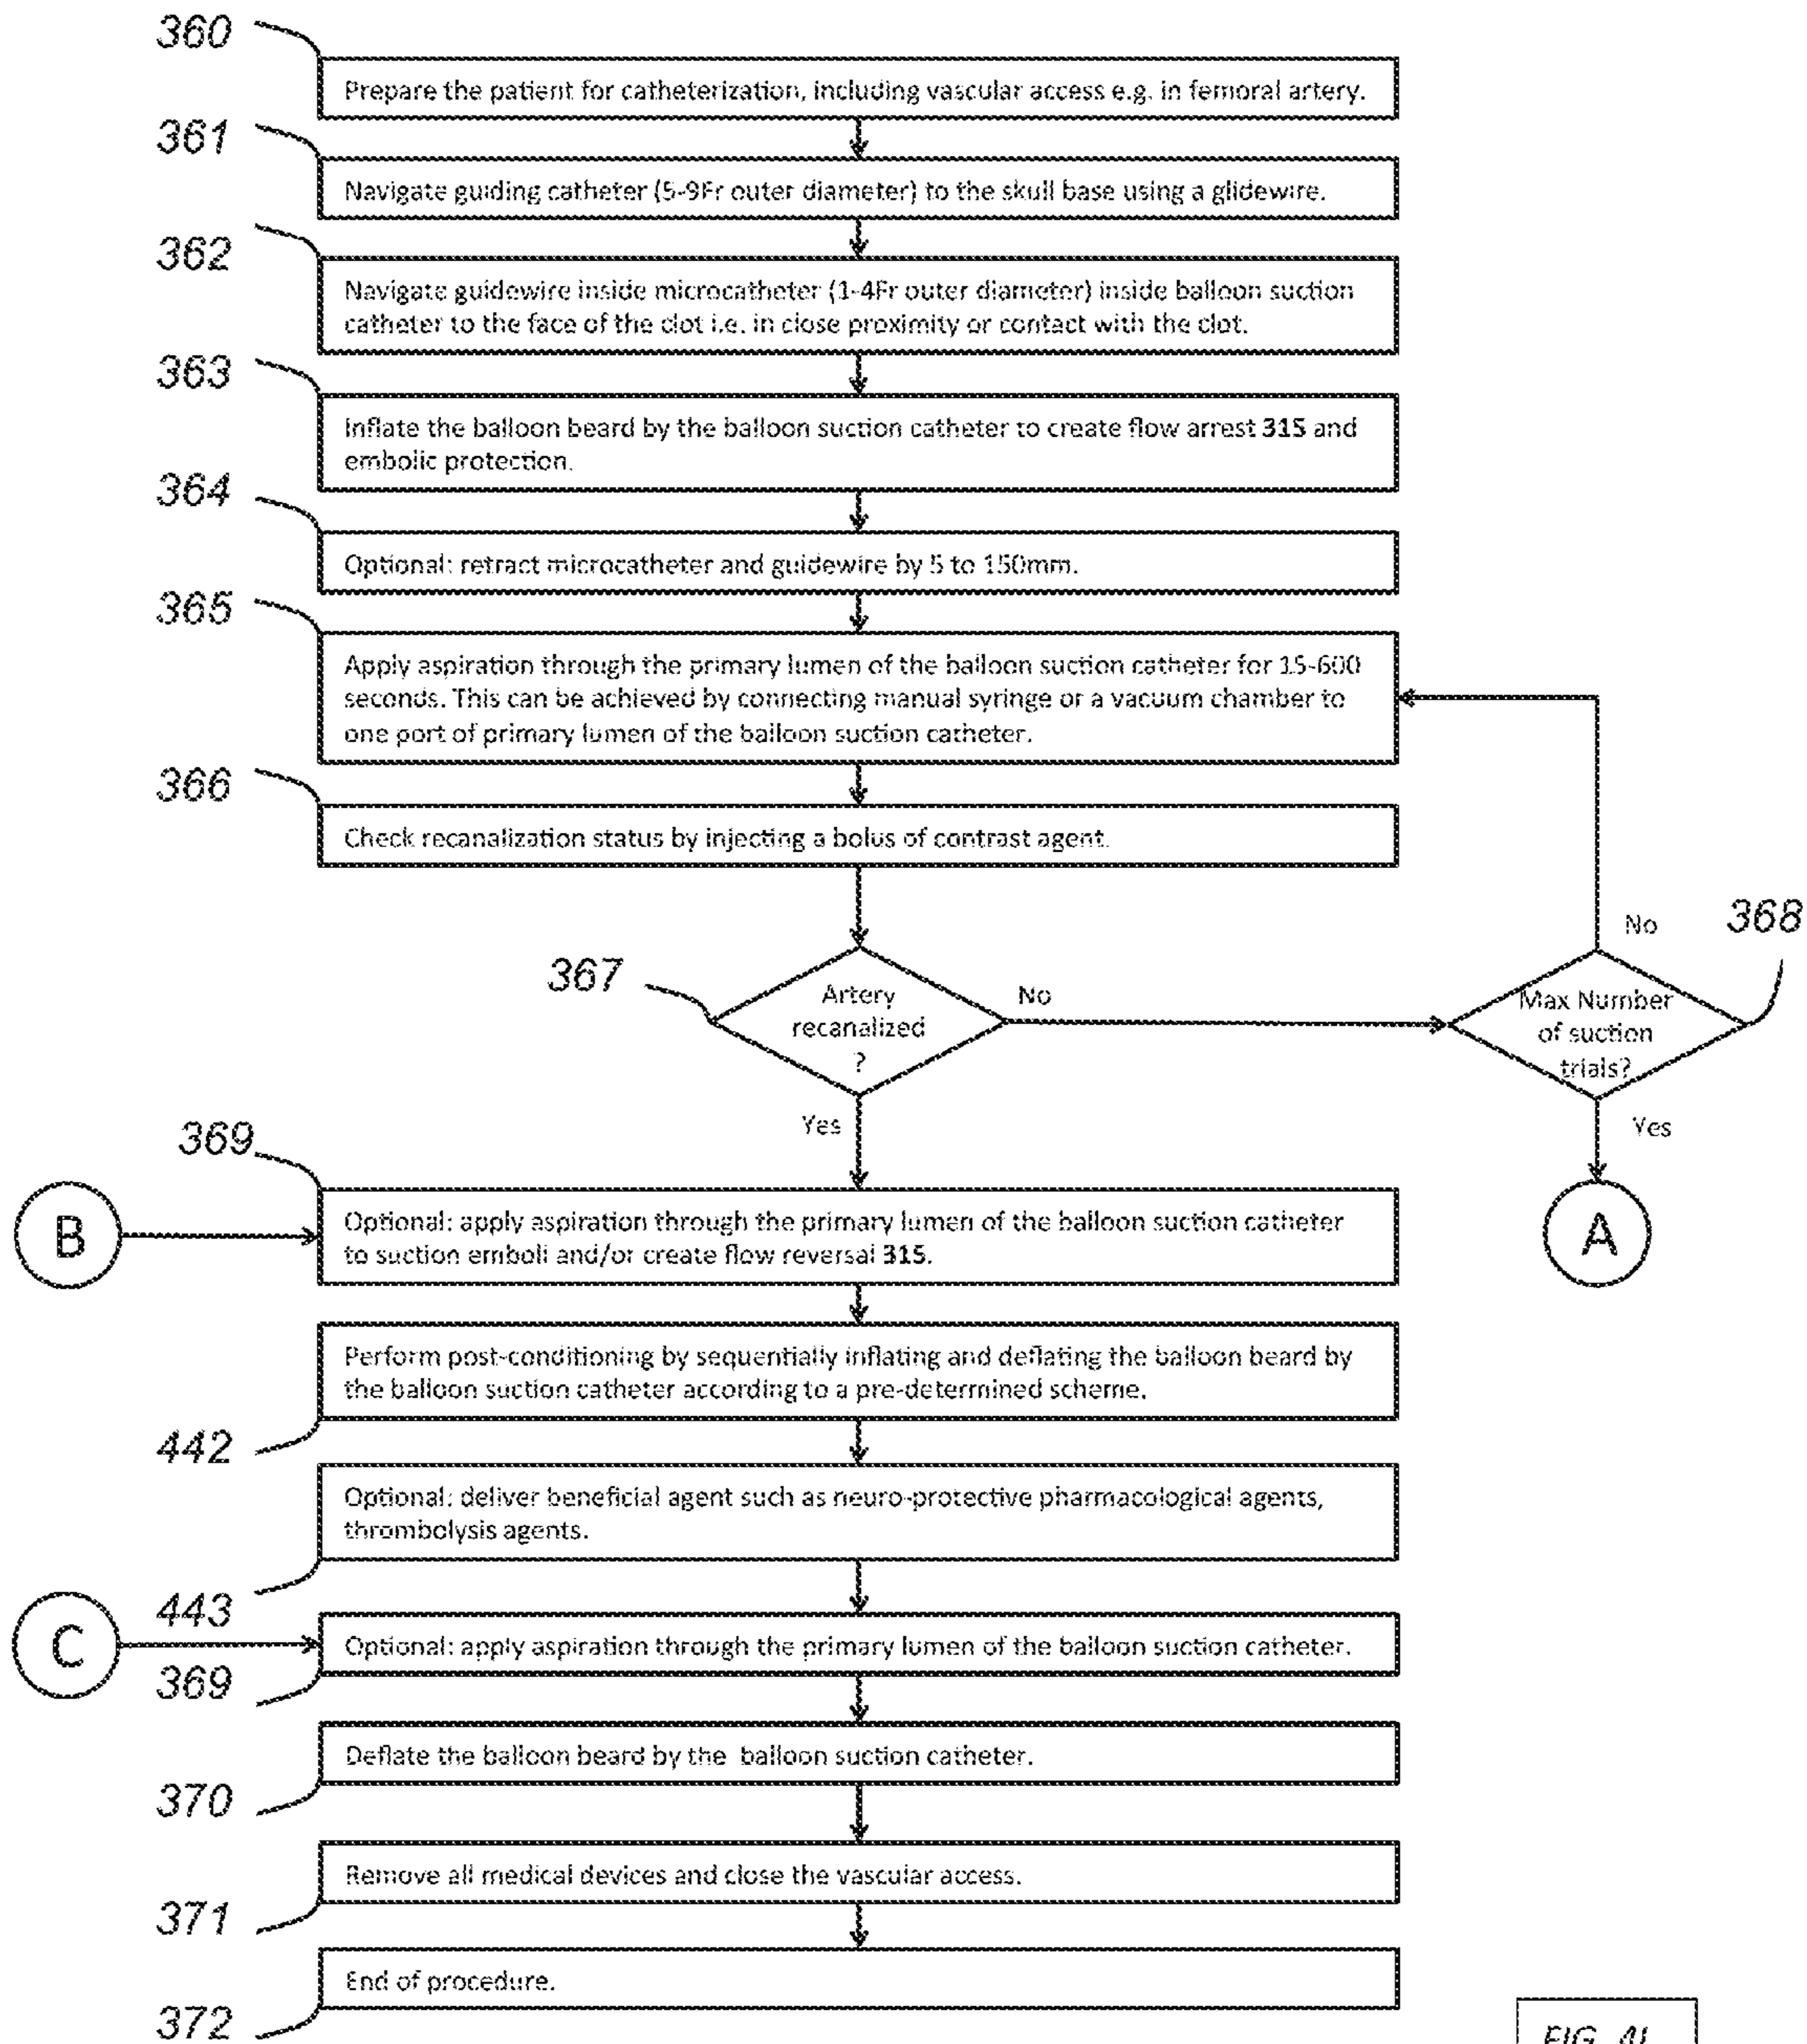 360
Prepare the patient for catheterization, including vascular access e.g. in femoral artery.
361
Navigate guiding catheter (5-9Fr outer diameter) to the skull base using a glidewire.
362
Navigate guidewire inside microcatheter (1-4Fr outer diameter) inside balloon suction
catheter to the face of the clot i.e. in close proximity or contact with the clot.
363
Inflate the balloon beard by the balloon suction catheter to create flow arrest 315 and
embolic protection.
364
Optional: retract microcatheter and guidewire by 5 to 150mm.
365
Apply aspiration through the primary lumen of the balloon suction catheter for 15-600
seconds. This can be achieved by connecting manual syringe or a vacuum chamber to
one port of primary lumen of the balloon suction catheter.
366
Check recanalization status by injecting a bolus of contrast agent.
367
Artery
recanalized
?
No
Yes
368
No
Max Number
of suction
trials?
Yes
A
369
B
Optional: apply aspiration through the primary lumen of the balloon suction catheter
to suction emboli and/or create flow reversal 315.
Perform post-conditioning by sequentially inflating and deflating the balloon beard by
the balloon suction catheter according to a pre-determined scheme.
442
Optional: deliver beneficial agent such as neuro-protective pharmacological agents,
thrombolysis agents.
443
C
Optional: apply aspiration through the primary lumen of the balloon suction catheter.
369
Deflate the balloon beard by the balloon suction catheter.
370
Remove all medical devices and close the vascular access.
371
End of procedure.
372